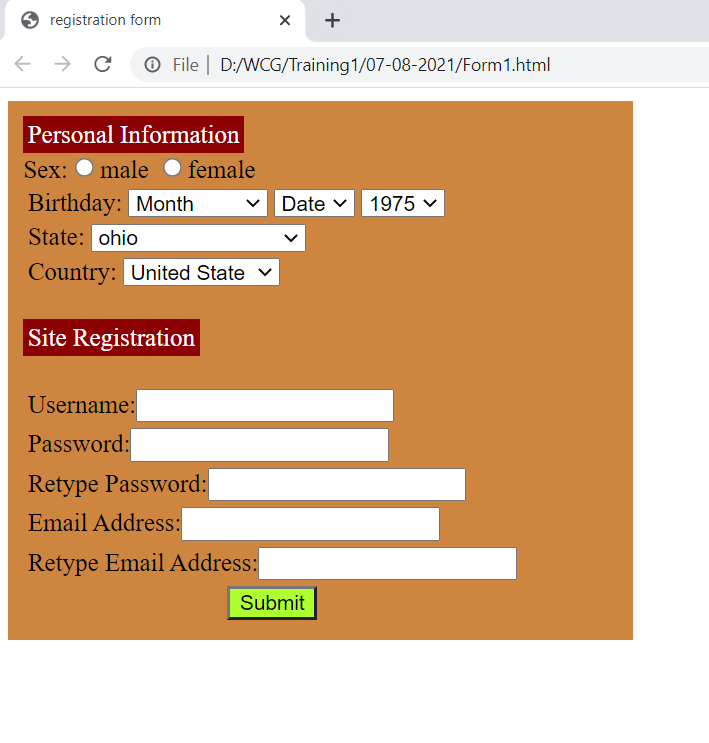 registration form
File | D:/WCG/Training1/07-08-2021/Form1.html
Personal Information
Sex: male female
Birthday: Month Date 1975
State: ohio
Country: United State
Site Registration
Username:
Password:
Retype Password:
Email Address:
Retype Email Address:
Submit